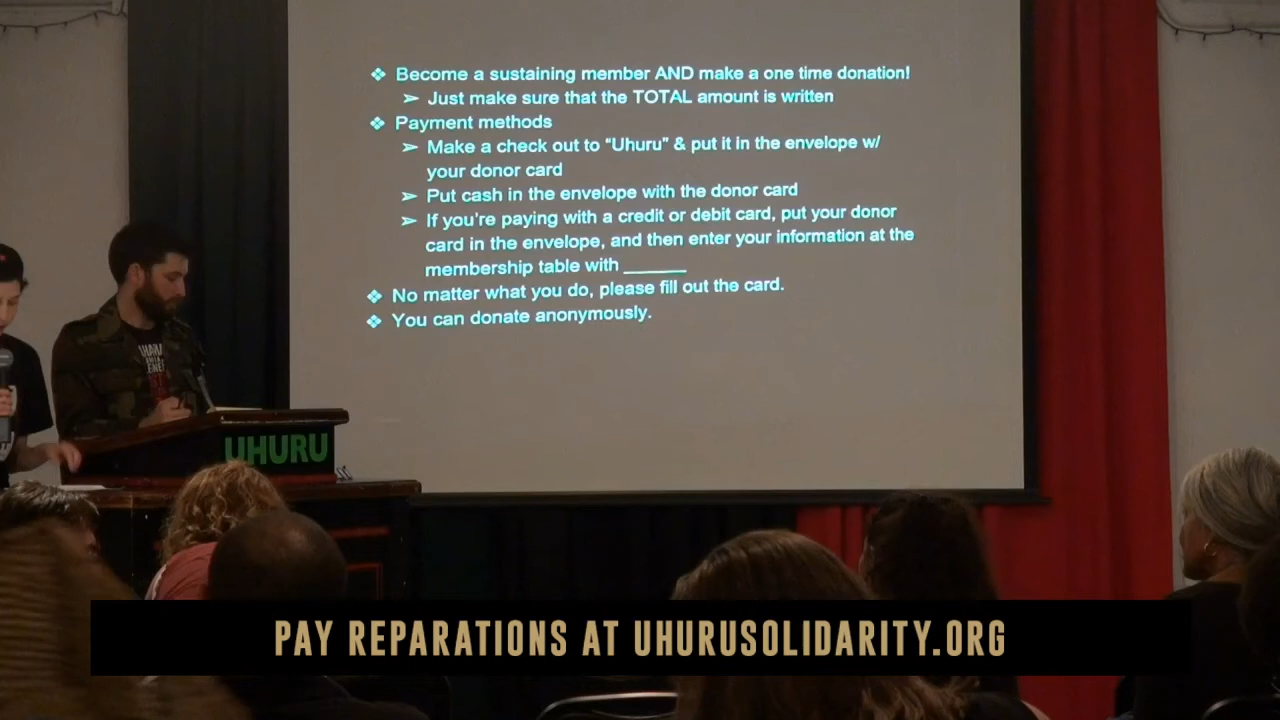 ❖ Become a sustaining member AND make a one time donation!
➢ Just make sure that the TOTAL amount is written
❖ Payment methods
➢ Make a check out to “Uhuru” & put it in the envelope w/
your donor card
➢ Put cash in the envelope with the donor card
➢ If you’re paying with a credit or debit card, put your donor
card in the envelope, and then enter your information at the
membership table with ______
❖ No matter what you do, please fill out the card.
❖ You can donate anonymously.
UHURU
PAY REPARATIONS AT UHURUSOLIDARITY.ORG